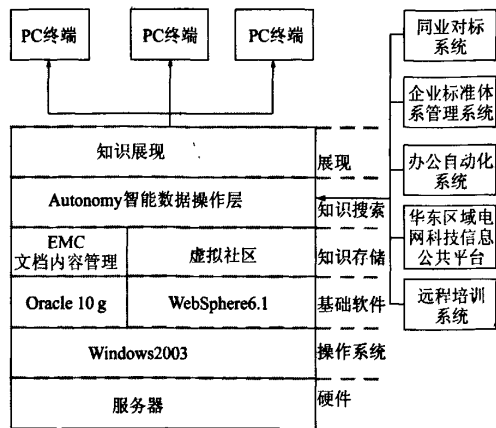 PC终端
PC终端
PC终端
同业对标
系统
企业标准体
系管理系统
办公自动化
系统
华东区域电
网科技信息
公共平台
远程培训
系统
知识展现
展现
Autonomy智能数据操作层
知识搜索
EMC
文档内容管理
虚拟社区
知识存储
Oracle 10 g
WebSphere6.1
基础软件
Windows2003
操作系统
服务器
硬件